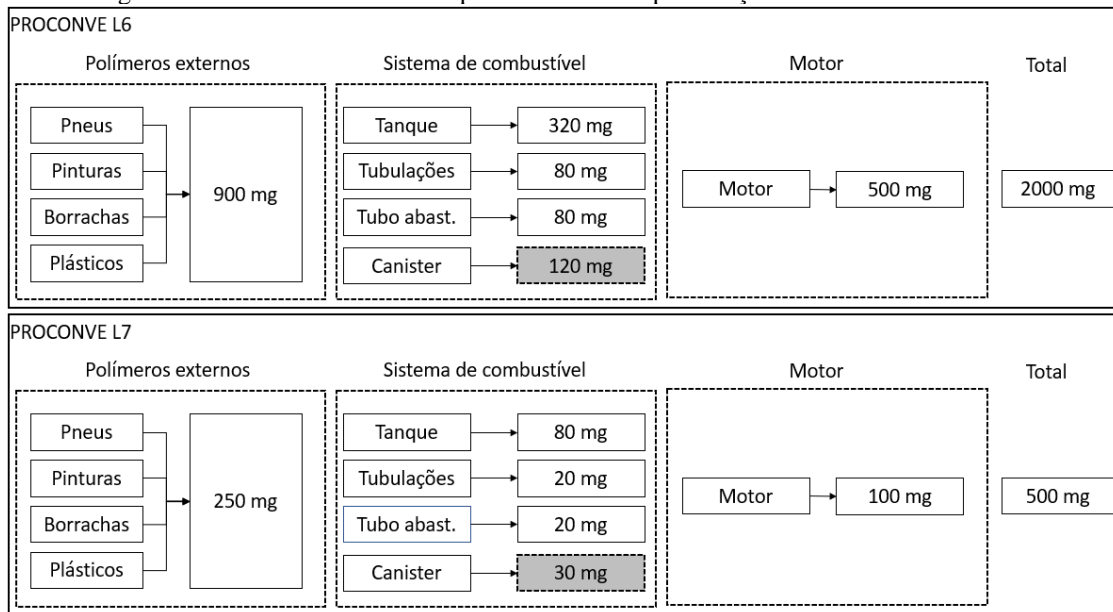 PROCONVE L6
Polímeros externos Sistema de combustível Motor Total
Pneus Tanque 320 mg
Pinturas Tubulações 80 mg
900 mg Motor 500 mg 2000 mg
Borrachas Tubo abast. 80 mg
Plásticos Canister 120 mg
PROCONVE L7
Polímeros externos Sistema de combustível Motor Total
Pneus Tanque 80 mg
Pinturas Tubulações 20 mg
250 mg Motor 100 mg 500 mg
Borrachas Tubo abast. 20 mg
Plásticos Canister 30 mg